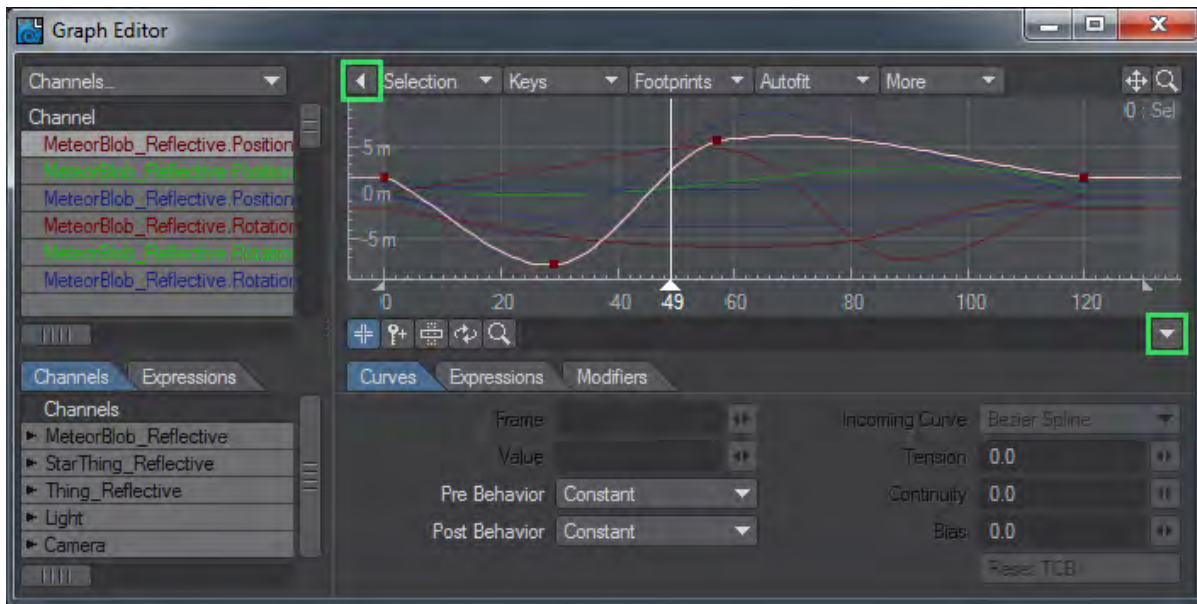 Graph Editor
Channels...
Selection Keys Footprints Autofit More
Channel
MeteorBlob_Reflective.Position
MeteorBlob_Reflective.Position
MeteorBlob_Reflective.Position
MeteorBlob_Reflective.Rotation
MeteorBlob_Reflective.Rotation
MeteorBlob_Reflective.Rotation
0 : Sel
5 m
0 m
-5 m
0 20 40 49 60 80 100 120
Channels Expressions
Channels
MeteorBlob_Reflective
StarThing_Reflective
Thing_Reflective
Light
Camera
Curves Expressions Modifiers
Frame
Value
Pre Behavior Constant
Post Behavior Constant
Incoming Curve Bezier Spline
Tension 0.0
Continuity 0.0
Bias 0.0
Reset TCB